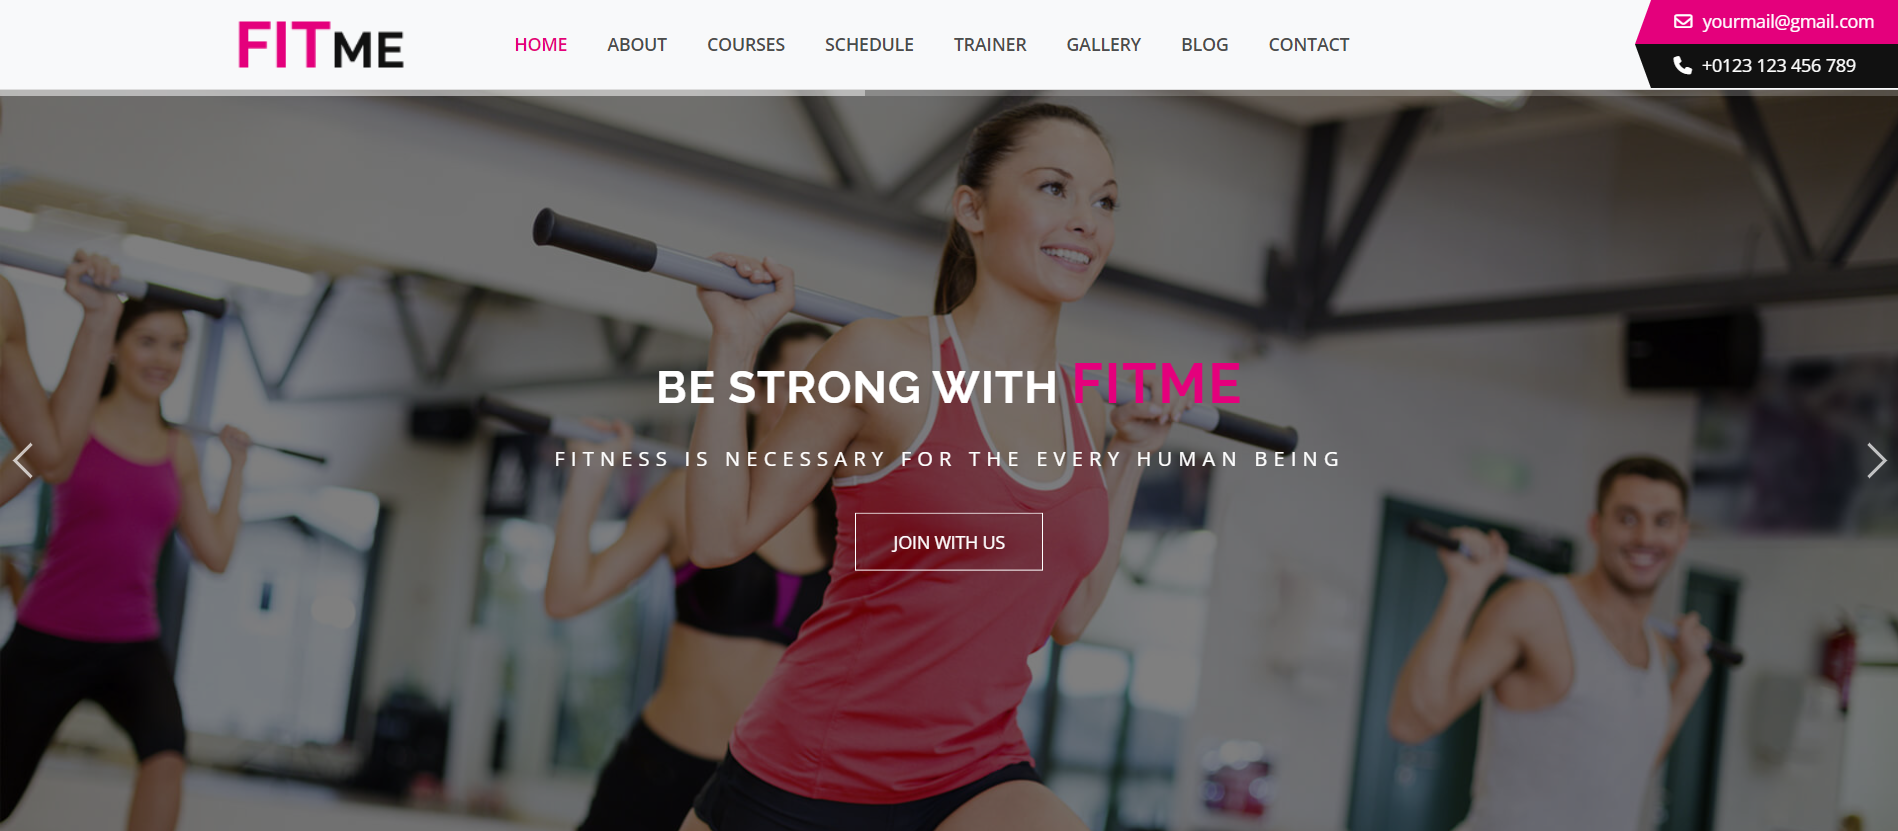 FITME
HOME ABOUT COURSES SCHEDULE TRAINER GALLERY BLOG CONTACT
yourmail@gmail.com
+0123 123 456 789
BE STRONG WITH FITME
FITNESS IS NECESSARY FOR THE EVERY HUMAN BEING
JOIN WITH US